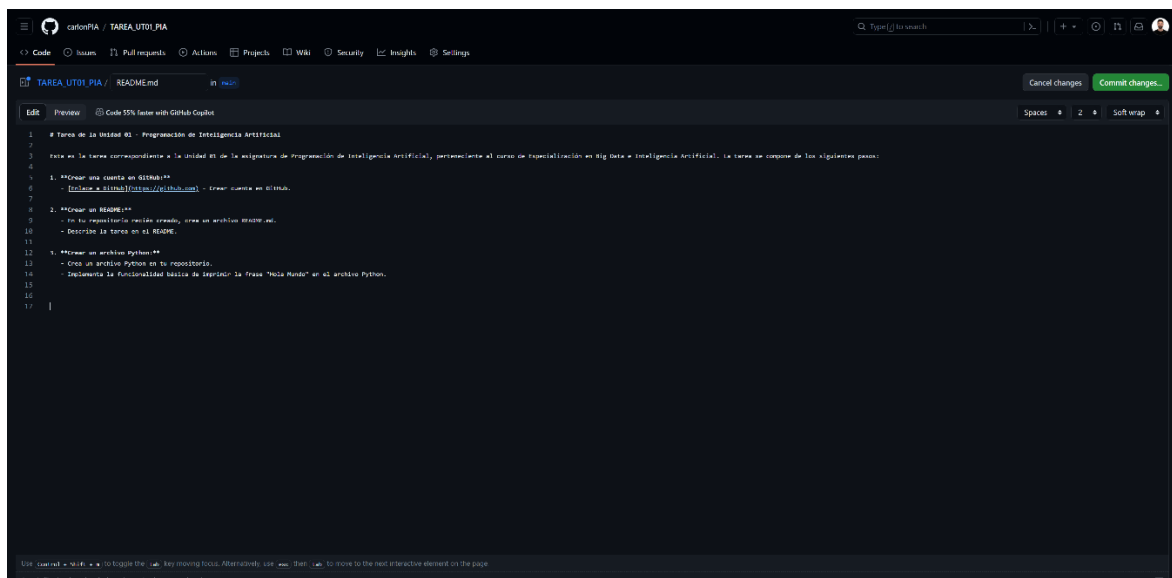 carlonPIA / TAREA_UT01_PIA
Type [/] to search
Code Issues Pull requests Actions Projects Wiki Security Insights Settings
TAREA_UT01_PIA / README.md in main
Cancel changes Commit changes...
Edit Preview Code 55% faster with GitHub Copilot
Spaces 2 Soft wrap
1 # Tarea de la Unidad 01 - Programación de Inteligencia Artificial
2
3 Esta es la tarea correspondiente a la Unidad 01 de la asignatura de Programación de Inteligencia Artificial, perteneciente al curso de Especialización en Big Data e Inteligencia Artificial. La tarea se compone de los siguientes pasos:
4
5 1. **Crear una cuenta en GitHub:**
6 - [Enlace a GitHub](https://github.com) - Crear cuenta en GitHub.
7
8 2. **Crear un README:**
9 - En tu repositorio recién creado, crea un archivo README.md.
10 - Describe la tarea en el README.
11
12 3. **Crear un archivo Python:**
13 - Crea un archivo Python en tu repositorio.
14 - Implementa la funcionalidad básica de imprimir la frase "Hola Mundo" en el archivo Python.
15
16
17
Use Control + Shift + m to toggle the tab key moving focus. Alternatively, use esc then tab to move to the next interactive element on the page